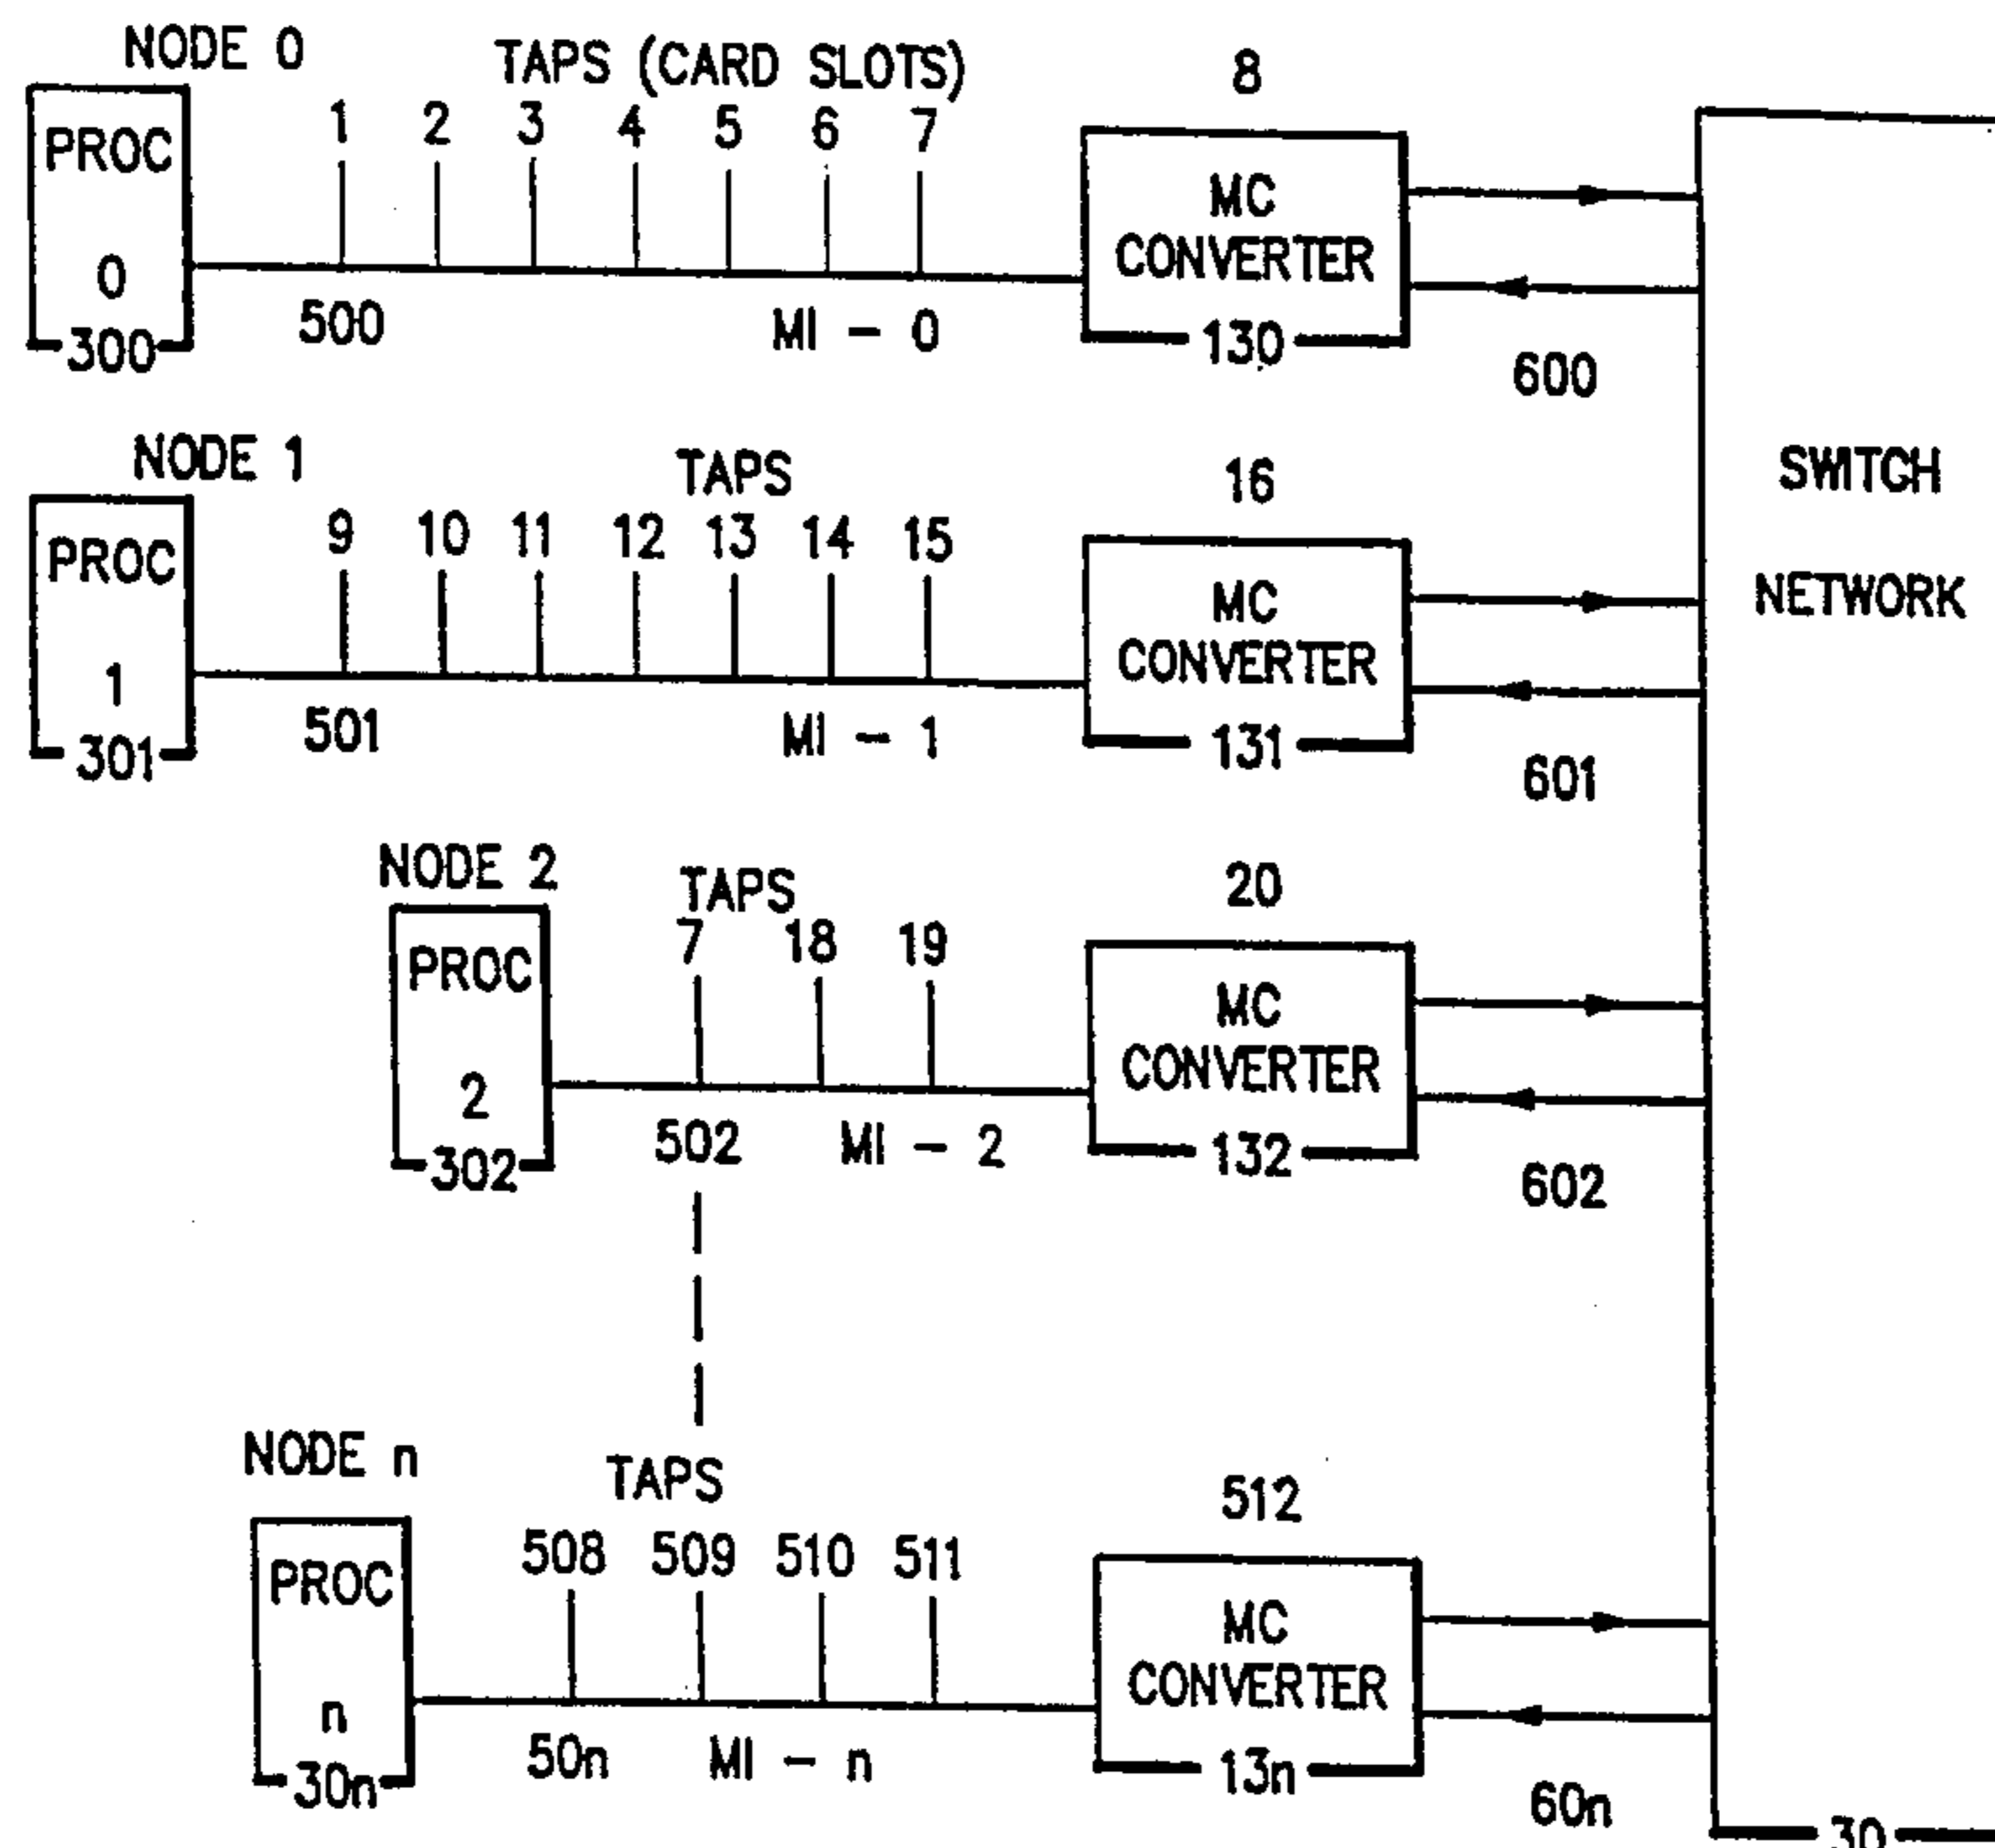 NODE 0
TAPS (CARD SLOTS)
8
1 2 3 4 5 6 7
PROC
0
300
500
MI - 0
MC
CONVERTER
130
600
NODE 1
TAPS
16
9 10 11 12 13 14 15
PROC
1
301
501
MI - 1
MC
CONVERTER
131
601
SWITCH
NETWORK
NODE 2
TAPS
20
7 18 19
PROC
2
302
502
MI - 2
MC
CONVERTER
132
602
NODE n
TAPS
512
508 509 510 511
PROC
n
30n
50n
MI - n
MC
CONVERTER
13n
60n
30